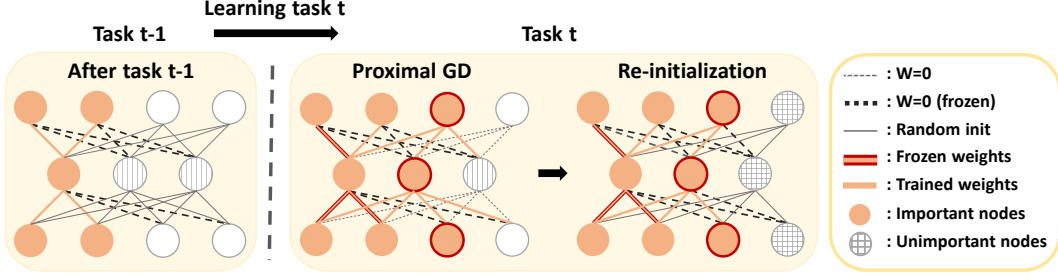 Learning task t
Task t-1
Task t
After task t-1
Proximal GD
Re-initialization
: W=0
: W=0 (frozen)
: Random init
: Frozen weights
: Trained weights
: Important nodes
: Unimportant nodes